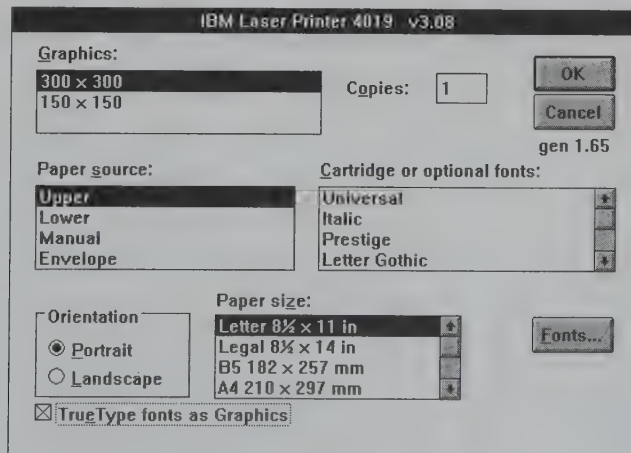 IBM Laser Printer 4019 v3.08
Graphics:
300 × 300
150 × 150
Copies: 1
OK
Cancel
gen 1.65
Paper source:
Upper
Lower
Manual
Envelope
Cartridge or optional fonts:
Universal
Italic
Prestige
Letter Gothic
Orientation
Portrait
Landscape
Paper size:
Letter 8½ × 11 in
Legal 8½ × 14 in
B5 182 × 257 mm
A4 210 × 297 mm
Fonts...
TrueType fonts as Graphics